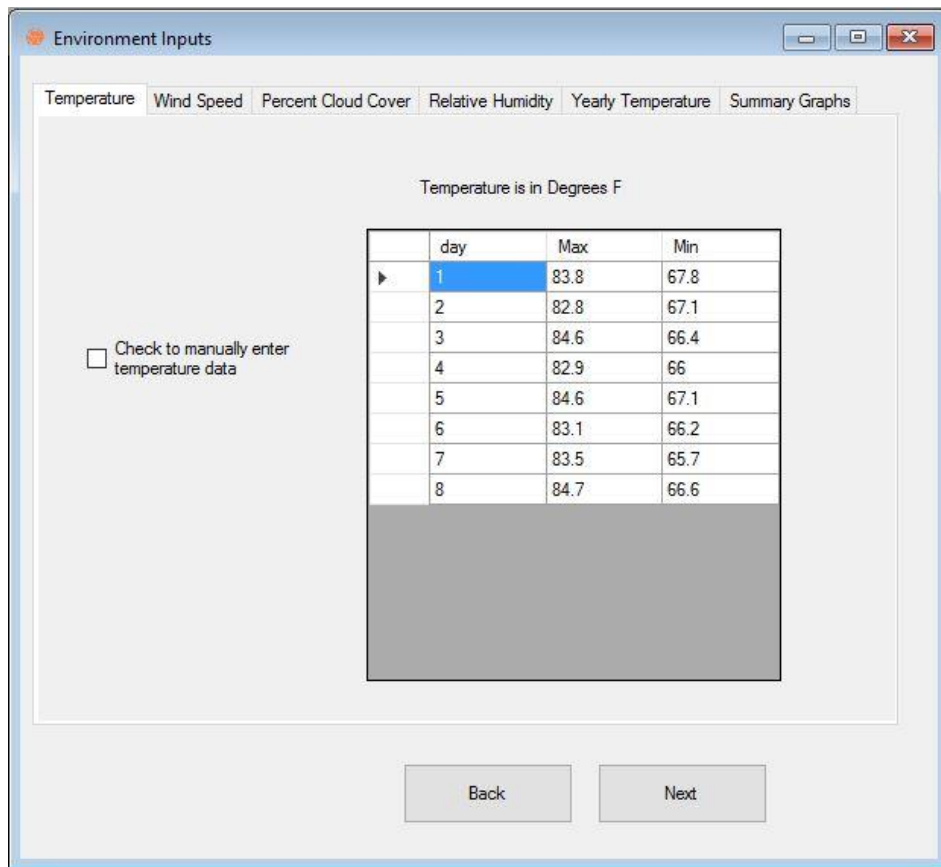 Environment Inputs
Temperature Wind Speed Percent Cloud Cover Relative Humidity Yearly Temperature Summary Graphs
Temperature is in Degrees F
day Max Min
1 83.8 67.8
2 82.8 67.1
3 84.6 66.4
4 82.9 66
5 84.6 67.1
6 83.1 66.2
7 83.5 65.7
8 84.7 66.6
Check to manually enter
temperature data
Back Next